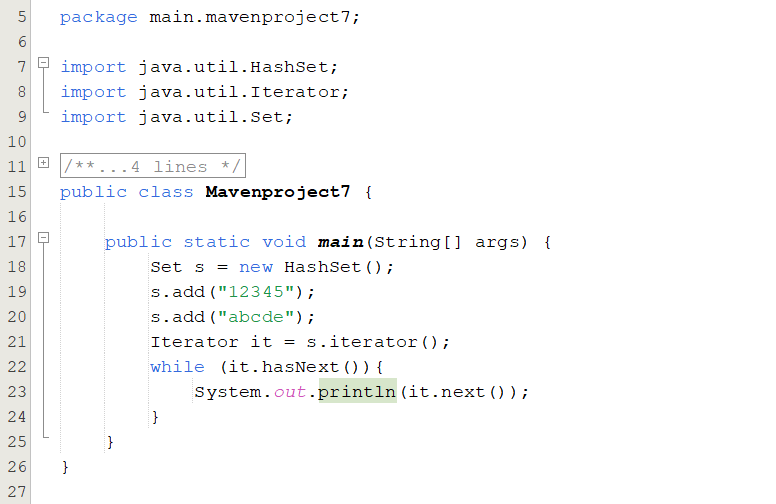 5 package main.mavenproject7;
6
7 import java.util.HashSet;
8 import java.util.Iterator;
9 import java.util.Set;
10
11 /**...4 lines */
15 public class Mavenproject7 {
16
17     public static void main(String[] args) {
18         Set s = new HashSet();
19         s.add("12345");
20         s.add("abcde");
21         Iterator it = s.iterator();
22         while (it.hasNext()){
23             System.out.println(it.next());
24         }
25     }
26 }
27